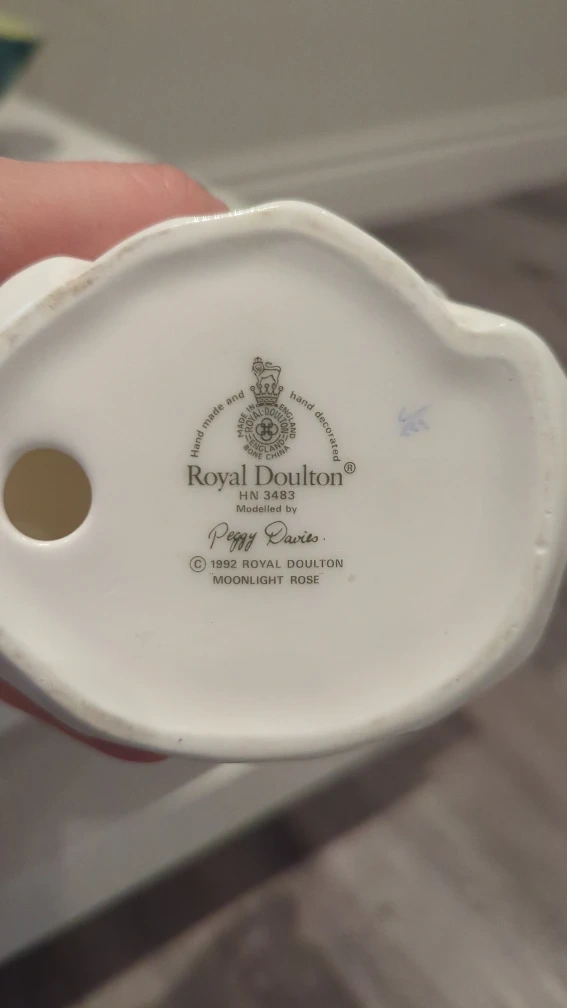 Hand made and hand decorated
MADE IN ENGLAND
ROYAL·DOULTON
ENGLAND
BONE CHINA
Royal Doulton®
HN 3483
Modelled by
Peggy Davies.
© 1992 ROYAL DOULTON
MOONLIGHT ROSE